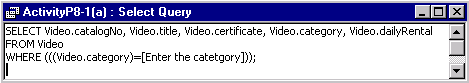 ActivityP8-1(a) : Select Query
SELECT Video.catalogNo, Video.title, Video.certificate, Video.category, Video.dailyRental
FROM Video
WHERE (((Video.category)=[Enter the catetgory]));